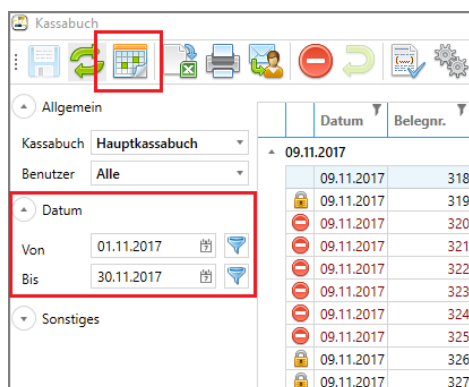 Kassabuch
Allgemein
Kassabuch Hauptkassabuch
Benutzer Alle
Datum
Von 01.11.2017
Bis 30.11.2017
Sonstiges
Datum Belegnr.
09.11.2017
09.11.2017 318
09.11.2017 319
09.11.2017 320
09.11.2017 321
09.11.2017 322
09.11.2017 323
09.11.2017 324
09.11.2017 325
09.11.2017 326
09.11.2017 327